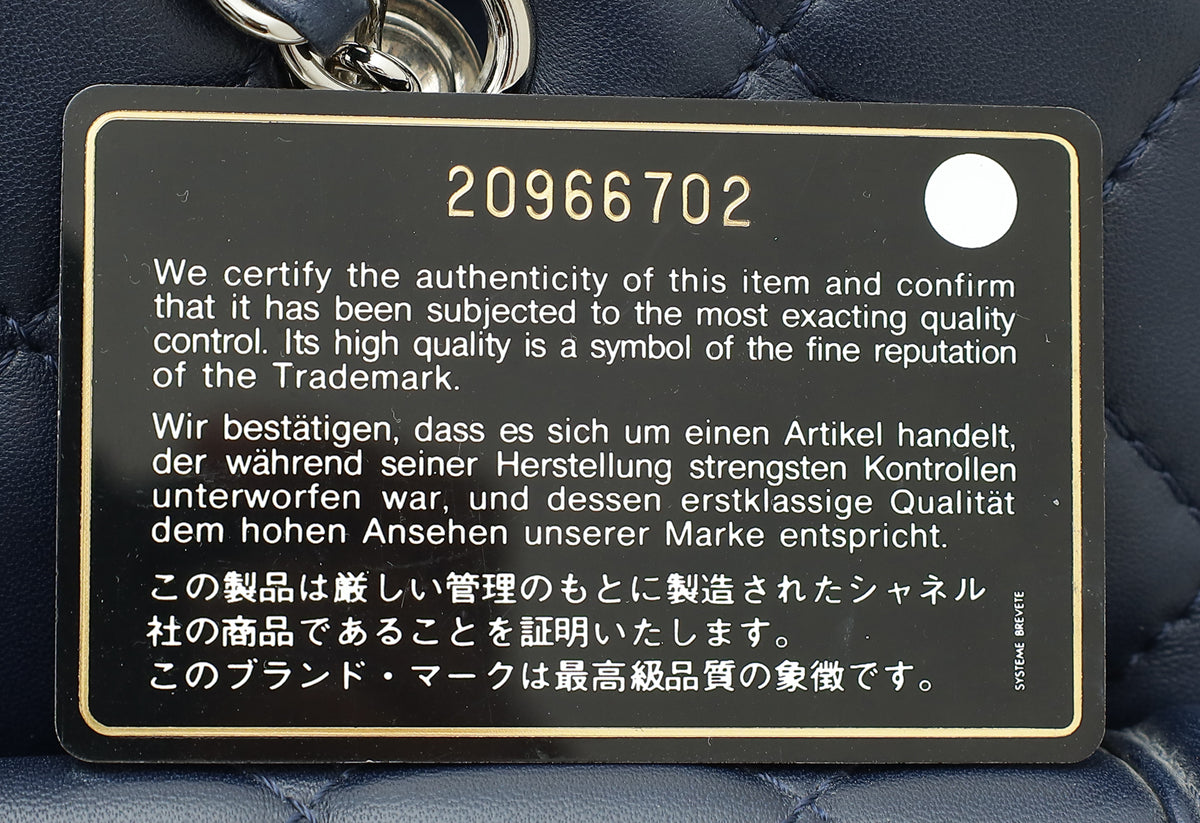 20966702
We certify the authenticity of this item and confirm
that it has been subjected to the most exacting quality
control. Its high quality is a symbol of the fine reputation
of the Trademark.
Wir bestätigen, dass es sich um einen Artikel handelt,
der während seiner Herstellung strengsten Kontrollen
unterworfen war, und dessen erstklassige Qualität
dem hohen Ansehen unserer Marke entspricht.
この製品は厳しい管理のもとに製造されたシャネル
社の商品であることを証明いたします。
このブランド・マークは最高級品質の象徴です。
SYSTEME BREVETE